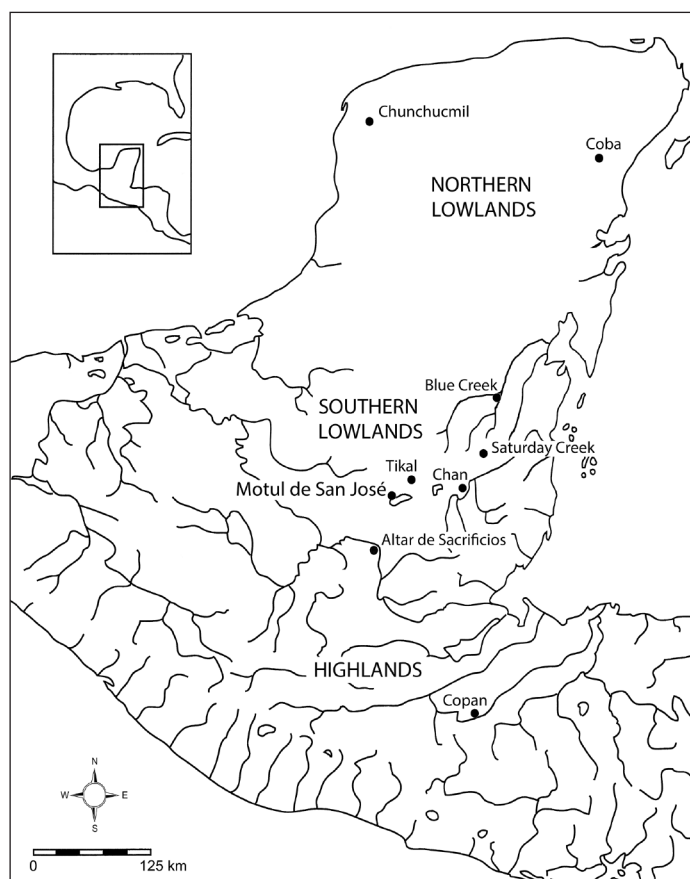 Chunchucmil
Coba
NORTHERN
LOWLANDS
Blue Creek
SOUTHERN
LOWLANDS
Saturday Creek
Tikal
Chan
Motul de San José
Altar de Sacrificios
HIGHLANDS
Copan
N
W
E
S
0
125 km